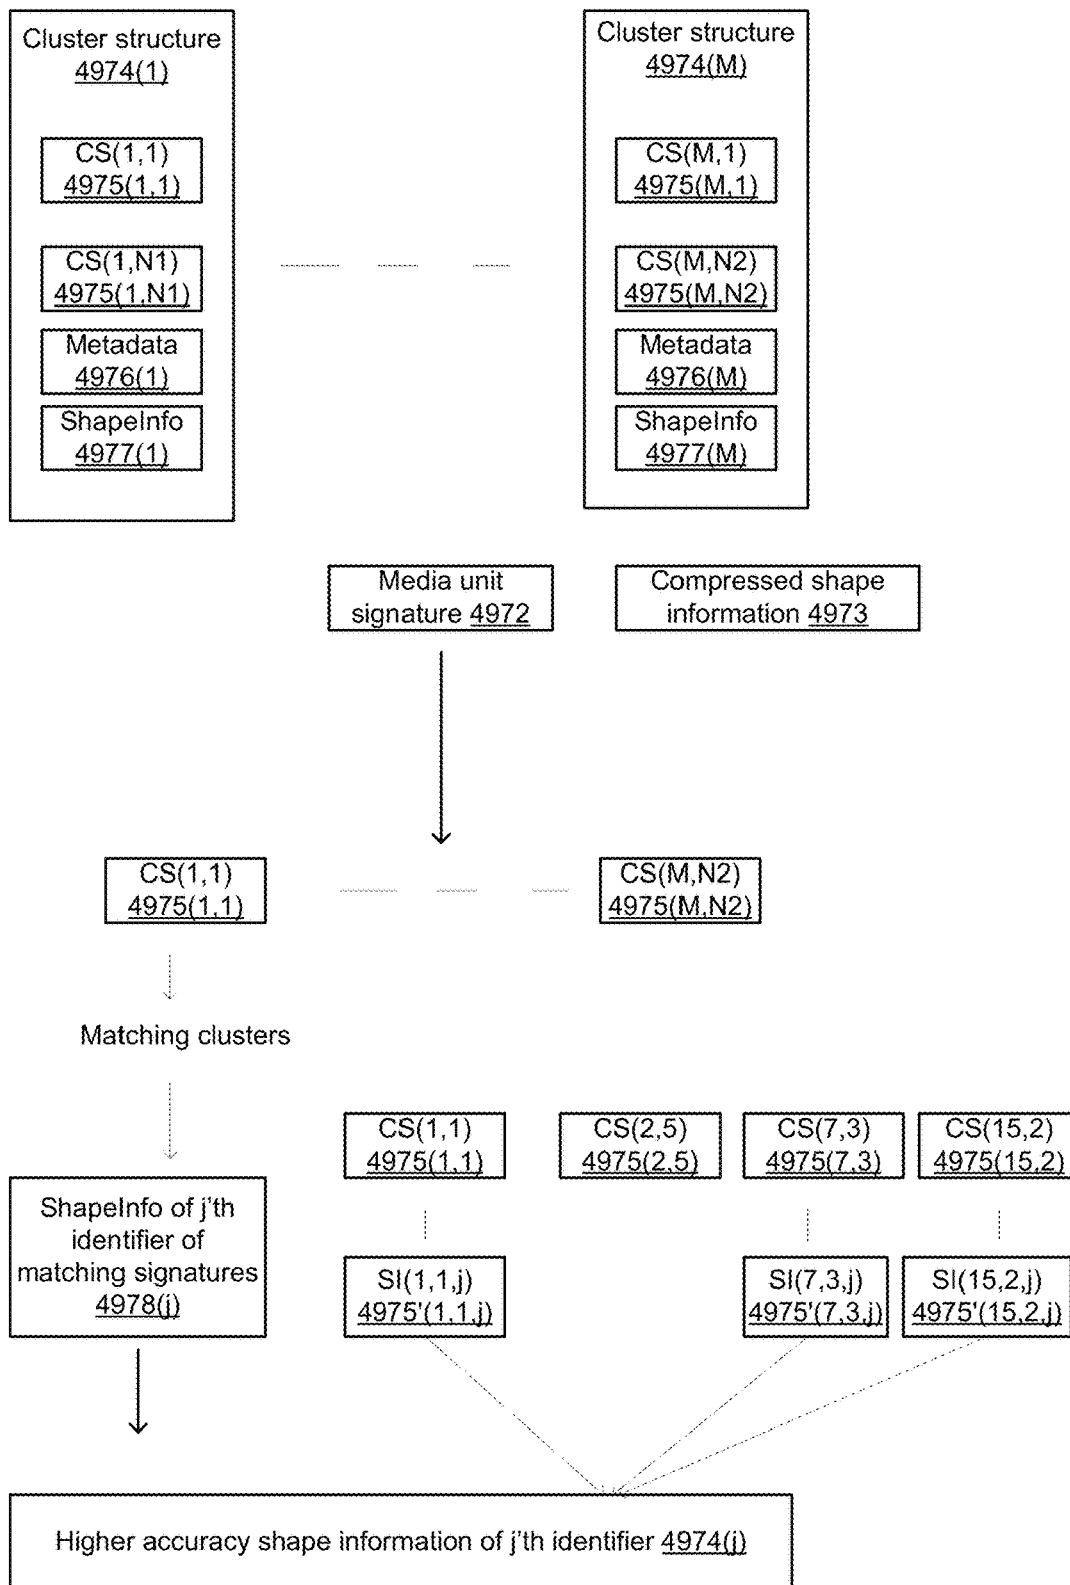 Cluster structure
4974(1)
CS(1,1)
4975(1,1)
CS(1,N1)
4975(1,N1)
Metadata
4976(1)
ShapeInfo
4977(1)
Cluster structure
4974(M)
CS(M,1)
4975(M,1)
CS(M,N2)
4975(M,N2)
Metadata
4976(M)
ShapeInfo
4977(M)
Media unit
signature 4972
Compressed shape
information 4973
CS(1,1)
4975(1,1)
CS(M,N2)
4975(M,N2)
Matching clusters
ShapeInfo of j'th
identifier of
matching signatures
4978(j)
CS(1,1)
4975(1,1)
CS(2,5)
4975(2,5)
CS(7,3)
4975(7,3)
CS(15,2)
4975(15,2)
SI(1,1,j)
4975'(1,1,j)
SI(7,3,j)
4975'(7,3,j)
SI(15,2,j)
4975'(15,2,j)
Higher accuracy shape information of j'th identifier 4974(j)